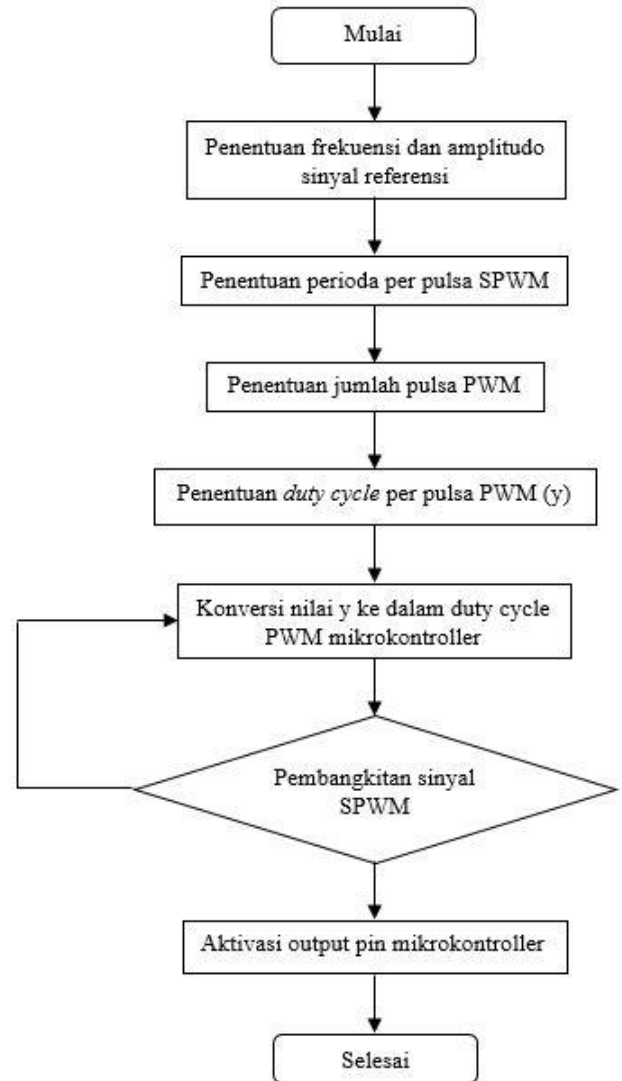 Mulai
Penentuan frekuensi dan amplitudo
sinyal referensi
Penentuan perioda per pulsa SPWM
Penentuan jumlah pulsa PWM
Penentuan duty cycle per pulsa PWM (y)
Konversi nilai y ke dalam duty cycle
PWM mikrokontroller
Pembangkitan sinyal
SPWM
Aktivasi output pin mikrokontroller
Selesai